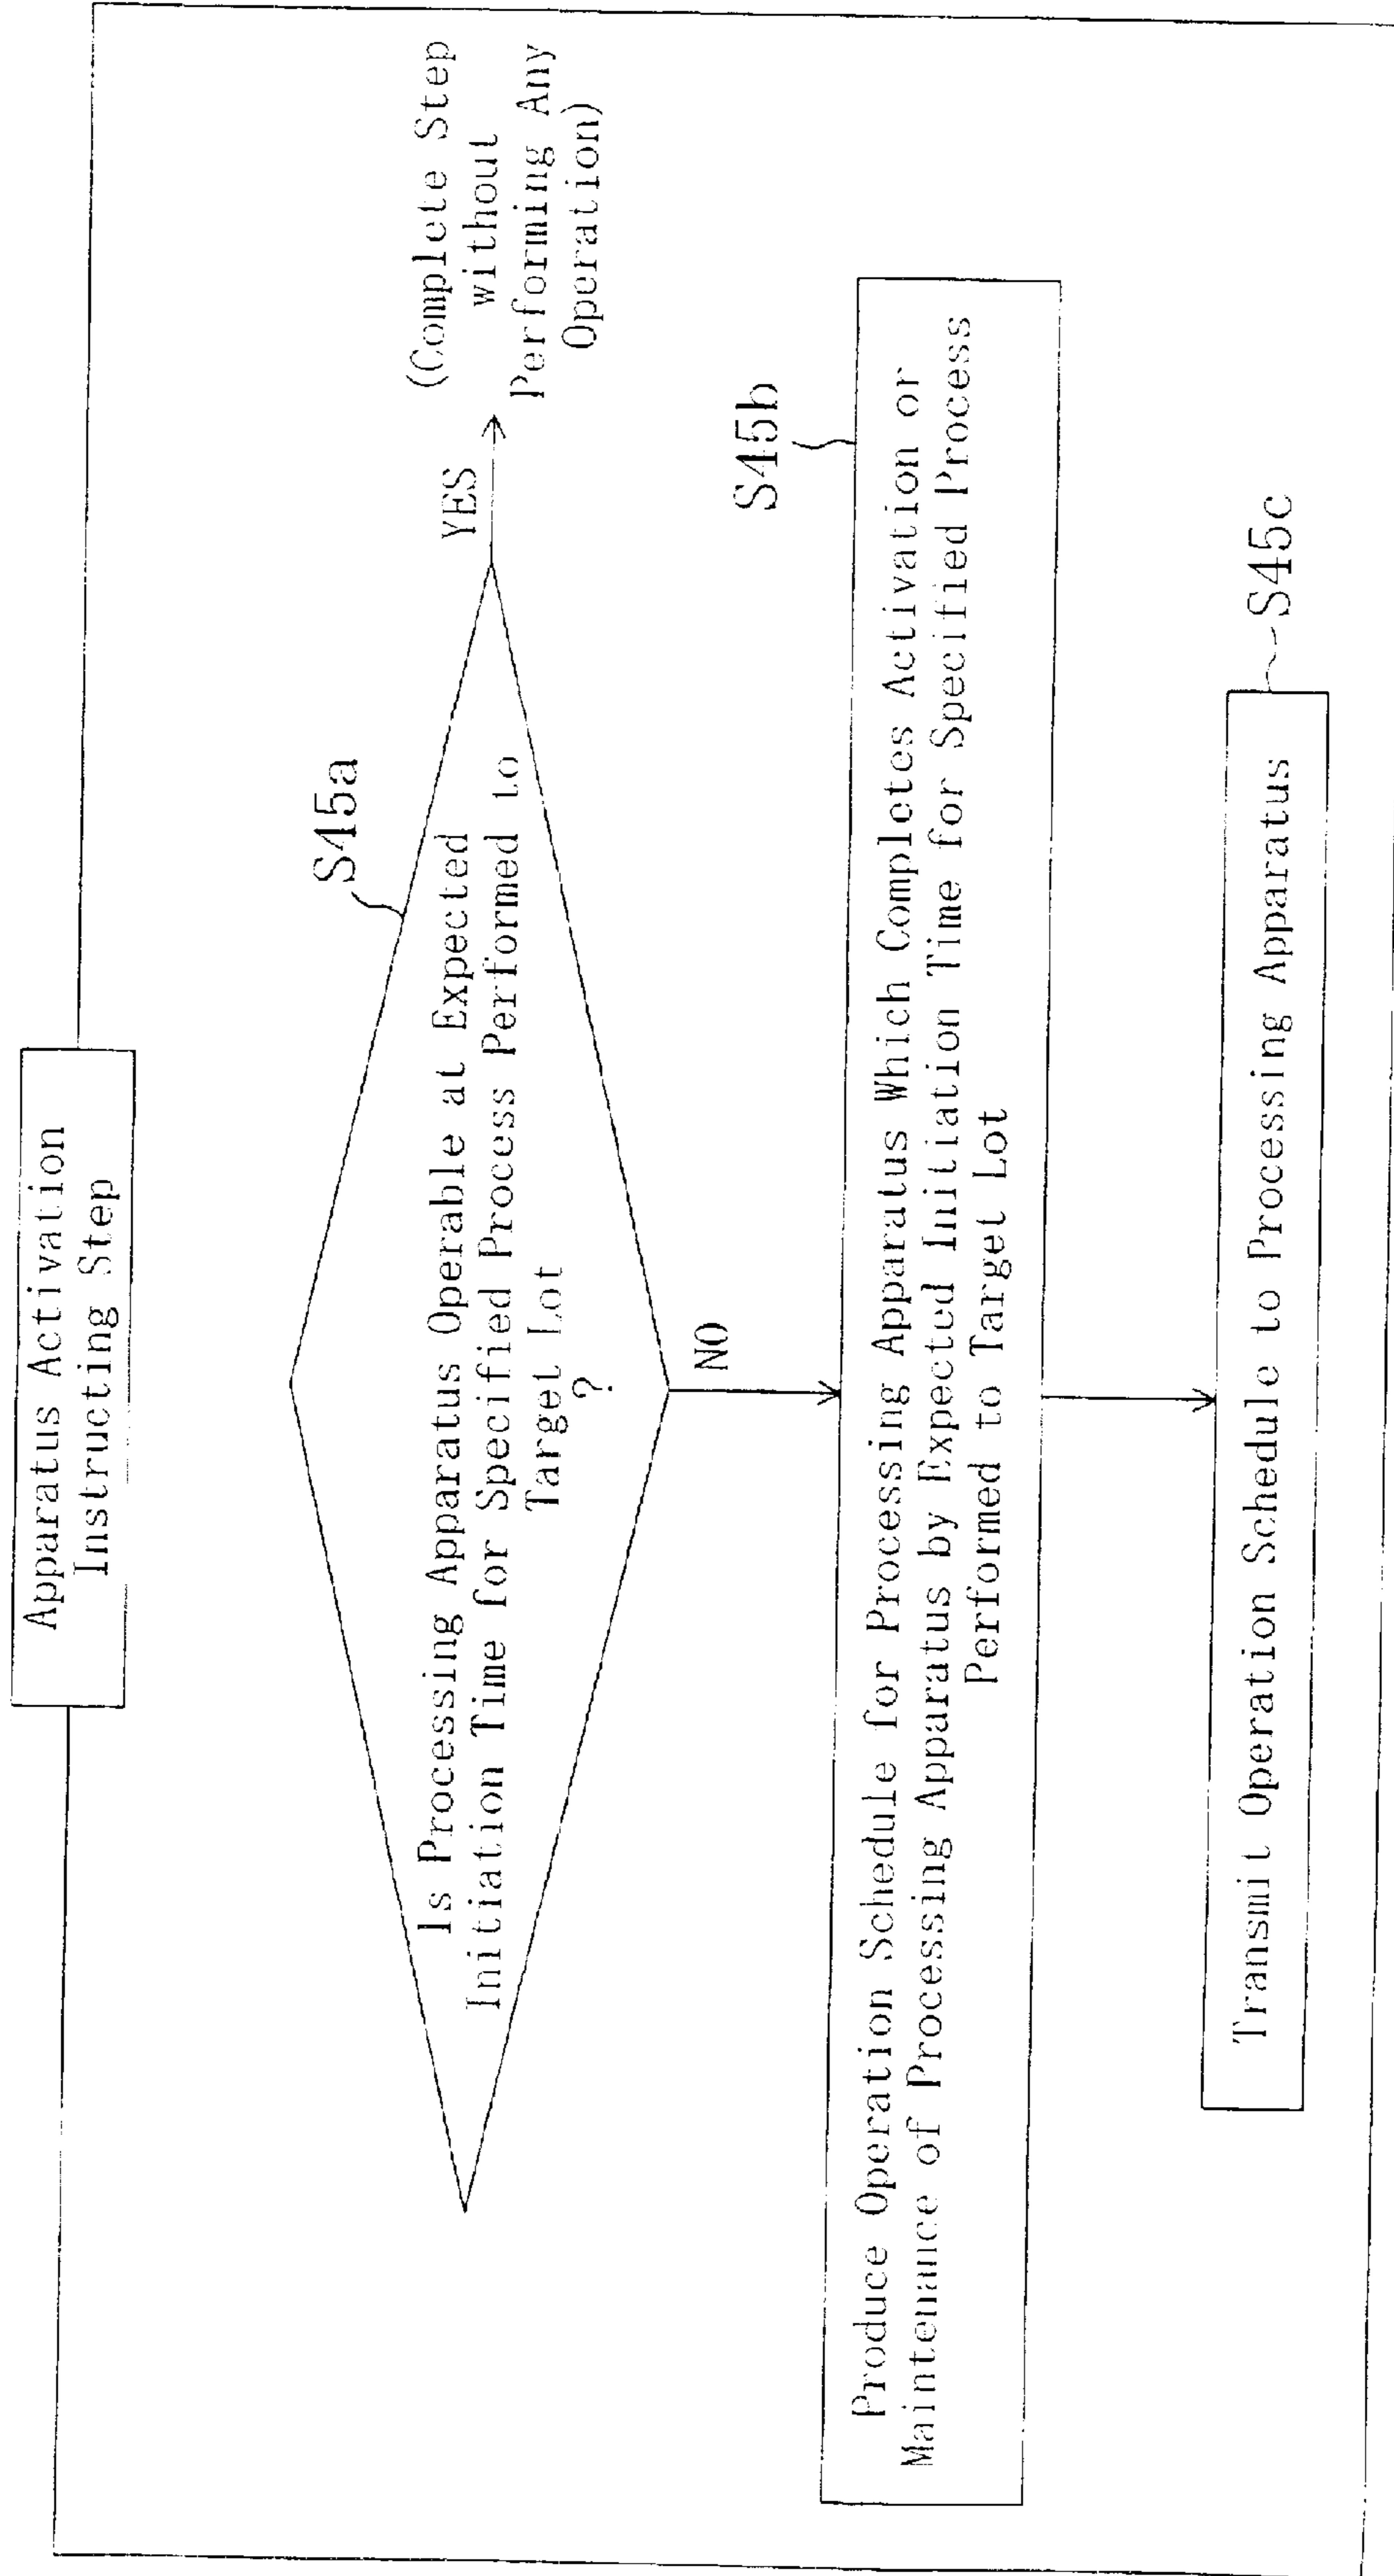 Apparatus Activation
Instructing Step
S45a
Is Processing Apparatus Operable at Expected
Initiation Time for Specified Process Performed to
Target Lot
?
YES
(Complete Step
without
Performing Any
Operation)
NO
S45b
Produce Operation Schedule for Processing Apparatus Which Completes Activation or
Maintenance of Processing Apparatus by Expected Initiation Time for Specified Process
Performed to Target Lot
Transmit Operation Schedule to Processing Apparatus
S45c